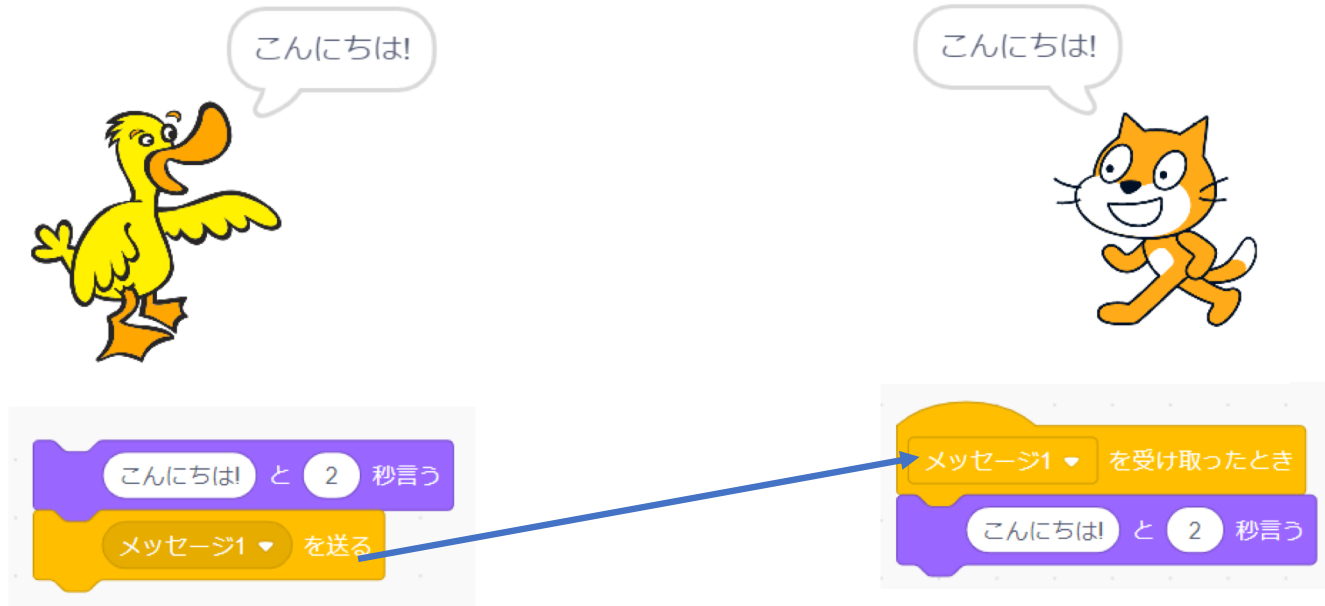 こんにちは!
こんにちは!
こんにちは! と 2 秒言う
メッセージ1 を送る
メッセージ1 を受け取ったとき
こんにちは! と 2 秒言う